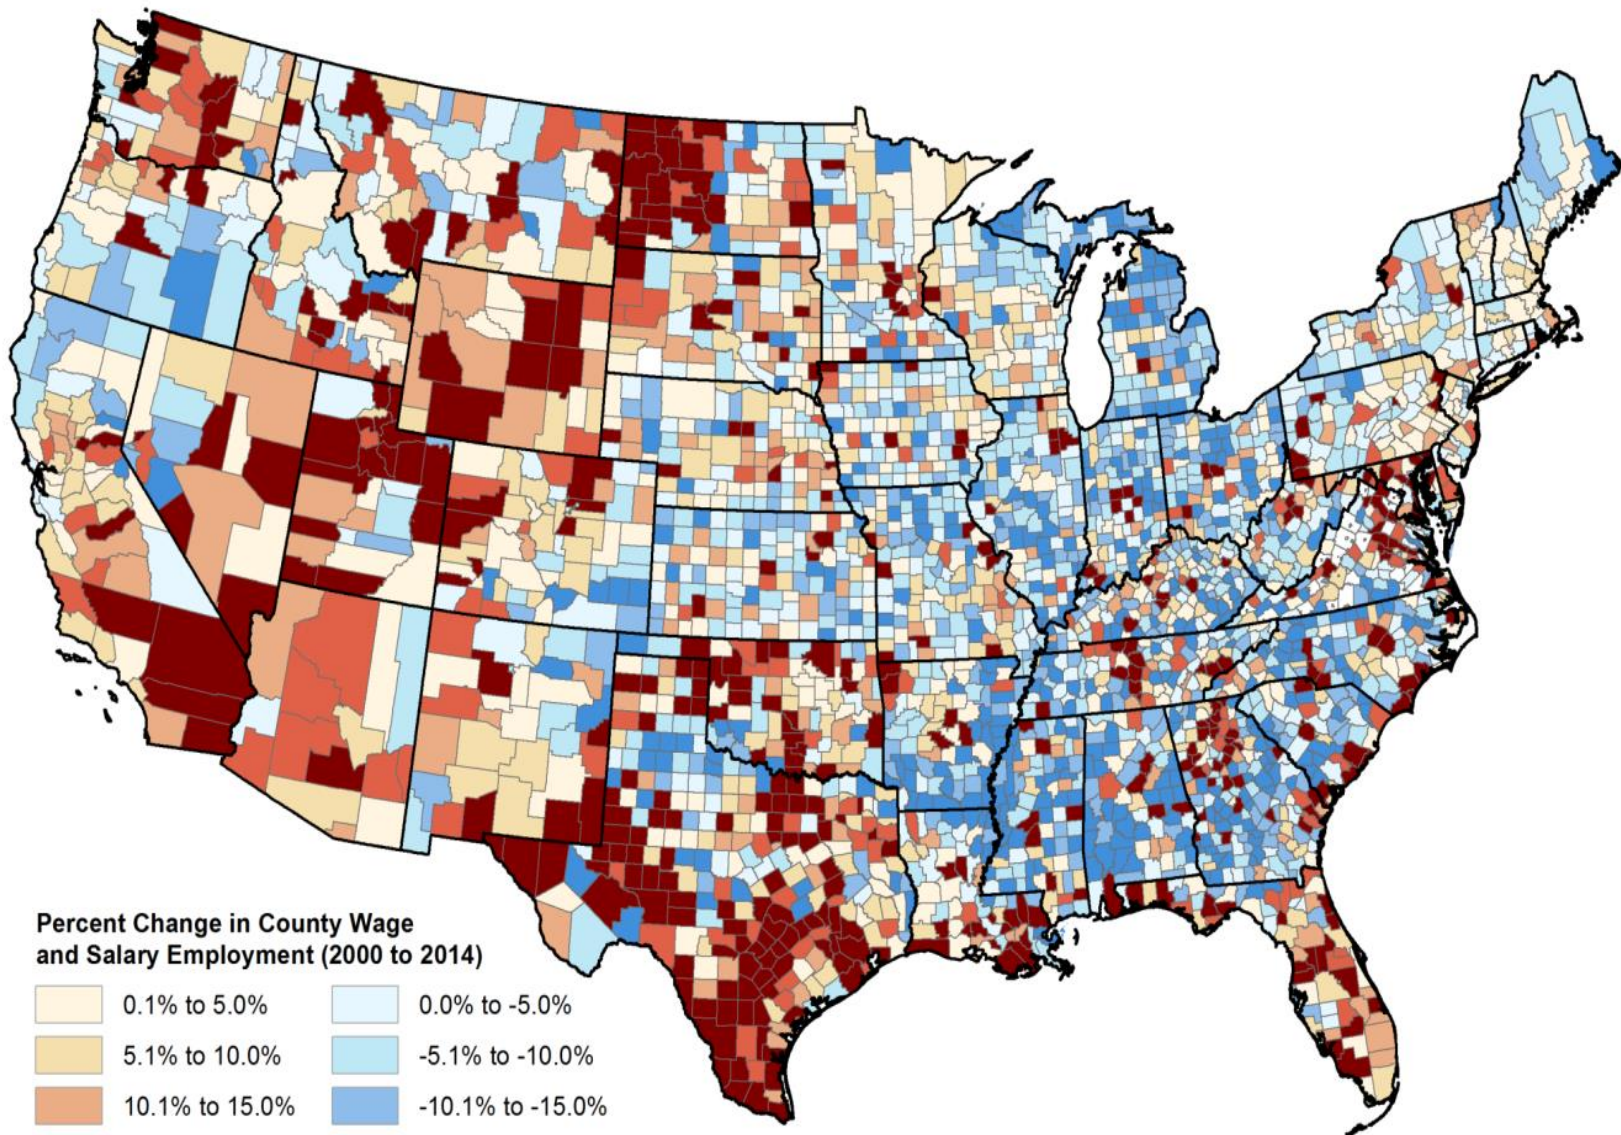 Percent Change in County Wage
and Salary Employment (2000 to 2014)
0.1% to 5.0%
0.0% to -5.0%
5.1% to 10.0%
-5.1% to -10.0%
10.1% to 15.0%
-10.1% to -15.0%